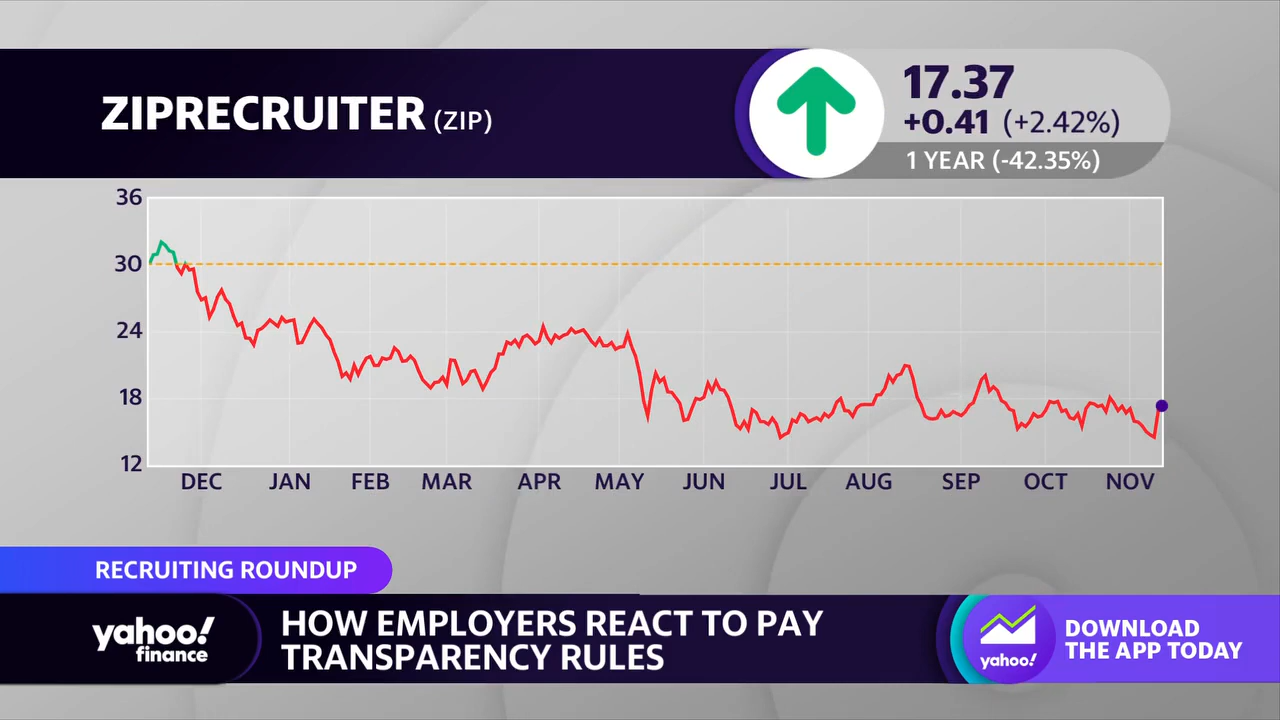 ZIPRECRUITER (ZIP)
17.37
+0.41 (+2.42%)
1 YEAR (-42.35%)
36
30
24
18
12
DEC JAN FEB MAR APR MAY JUN JUL AUG SEP OCT NOV
RECRUITING ROUNDUP
yahoo!
finance
HOW EMPLOYERS REACT TO PAY
TRANSPARENCY RULES
yahoo!
DOWNLOAD
THE APP TODAY